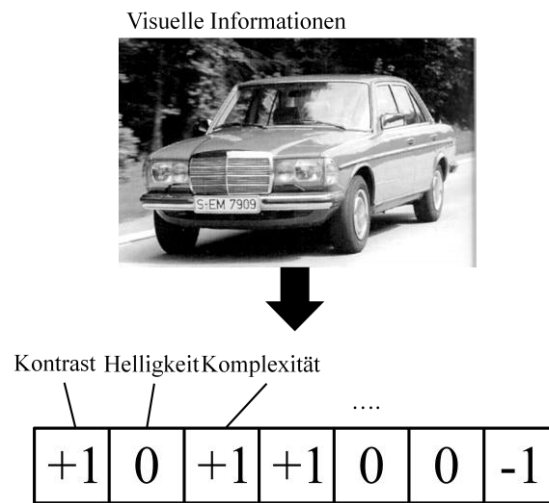 Visuelle Informationen
S-EM 7909
Kontrast Helligkeit Komplexität
....
+1 0 +1 +1 0 0 -1